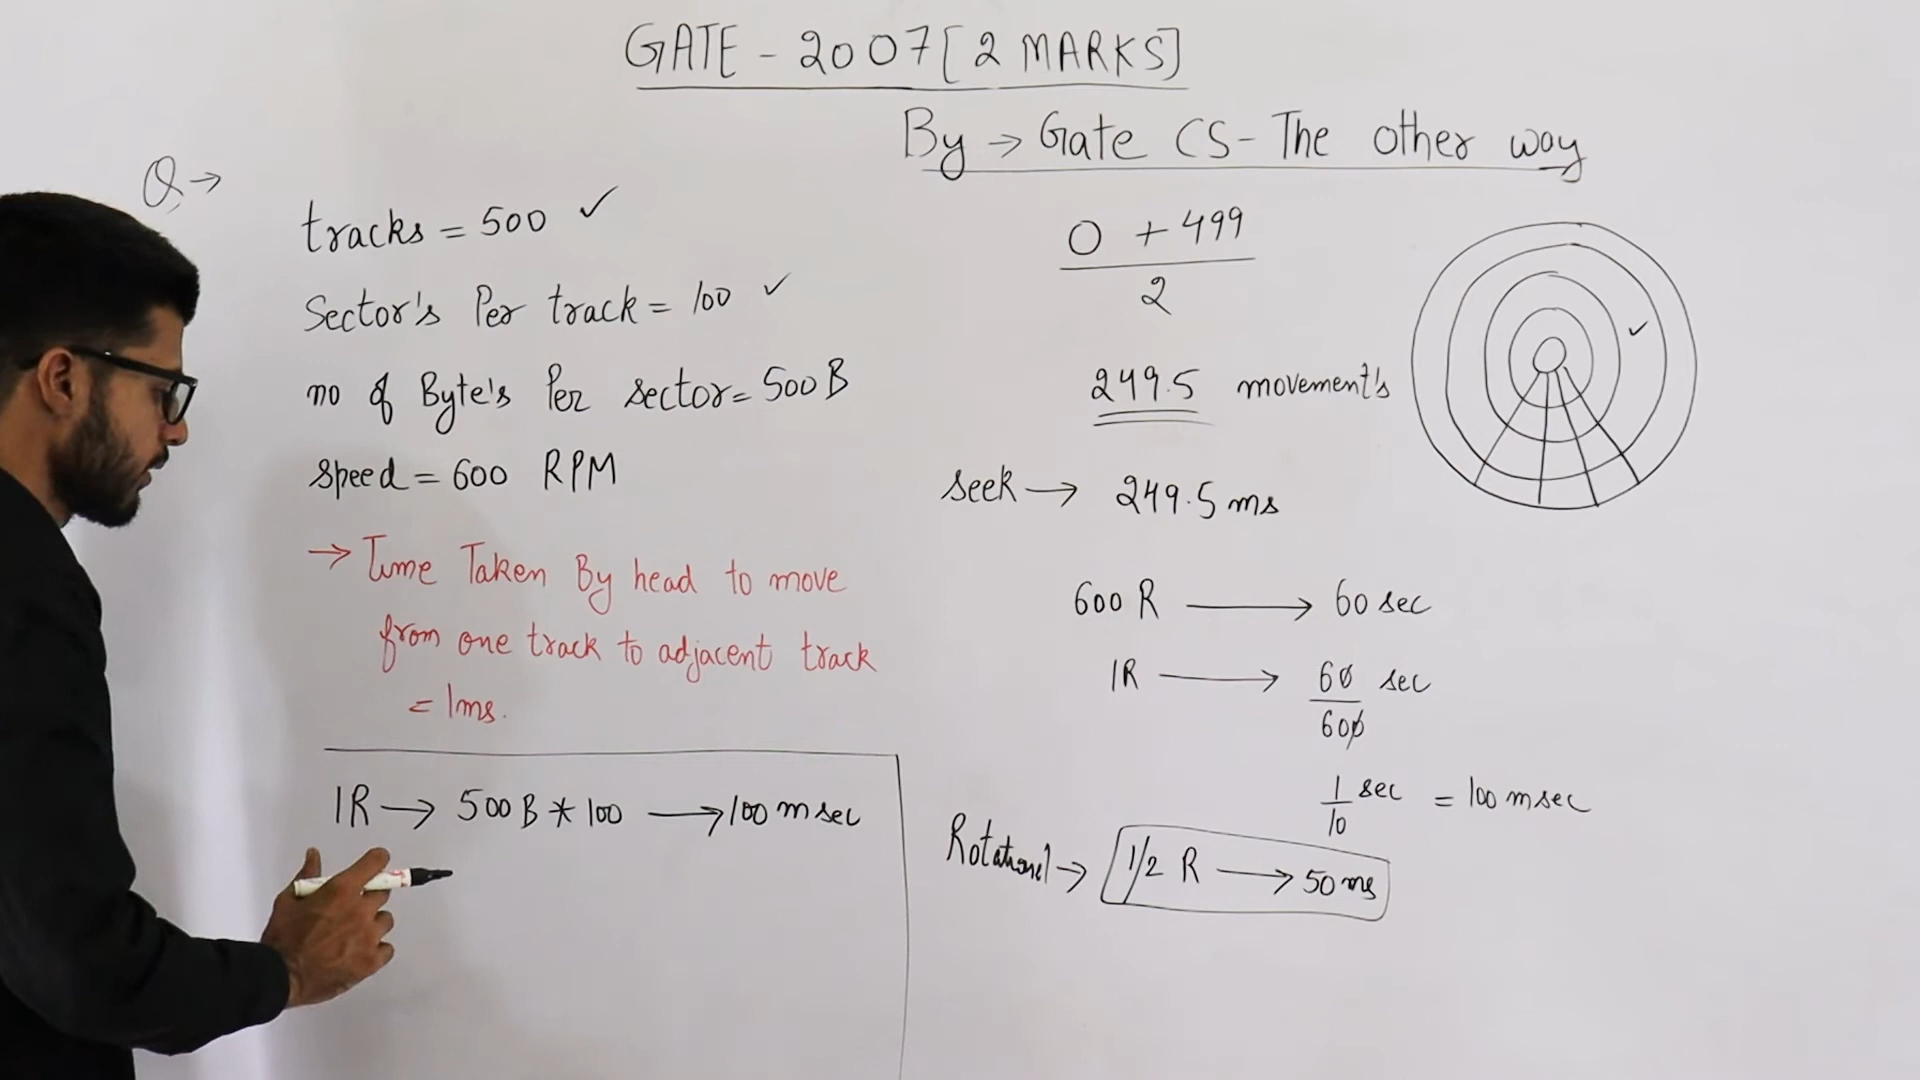 GATE - 2007 [2 MARKS]
By → Gate CS - The other way
Q →
tracks = 500 ✓
Sector's Per track = 100 ✓
no of Byte's Per sector = 500 B
speed = 600 RPM
→ Time Taken By head to move
from one track to adjacent track
= 1ms.
1R → 500 B * 100 → 100 m sec
0 + 499
2
249.5 movement's
seek → 249.5 ms
600 R → 60 sec
1R → 60 sec
600
1 sec = 100 msec
10
Rotational → 1/2 R → 50 ms